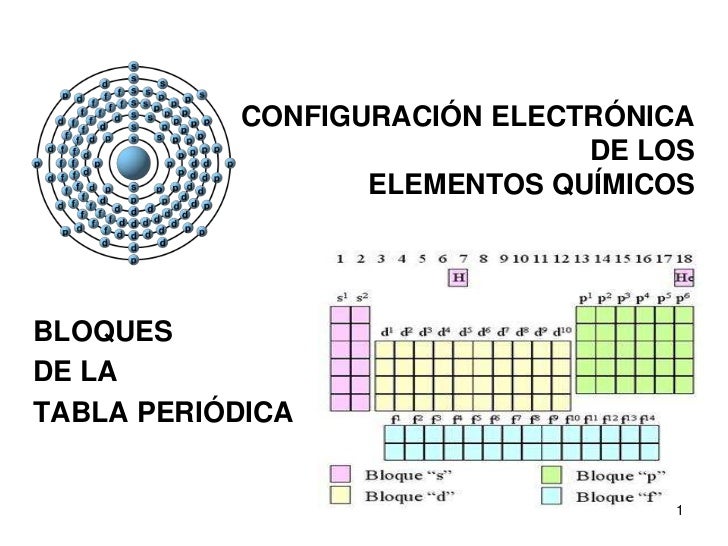 CONFIGURACIÓN ELECTRÓNICA
DE LOS
ELEMENTOS QUÍMICOS
BLOQUES
DE LA
TABLA PERIÓDICA
1 2 3 4 5 6 7 8 9 10 11 12 13 14 15 16 17 18
H He
s¹ s² p¹ p² p³ p⁴ p⁵ p⁶
d¹ d² d³ d⁴ d⁵ d⁶ d⁷ d⁸ d⁹ d¹⁰
f¹ f² f³ f⁴ f⁵ f⁶ f⁷ f⁸ f⁹ f¹⁰ f¹¹ f¹² f¹³ f¹⁴
Bloque “s” Bloque “p”
Bloque “d” Bloque “f”
1